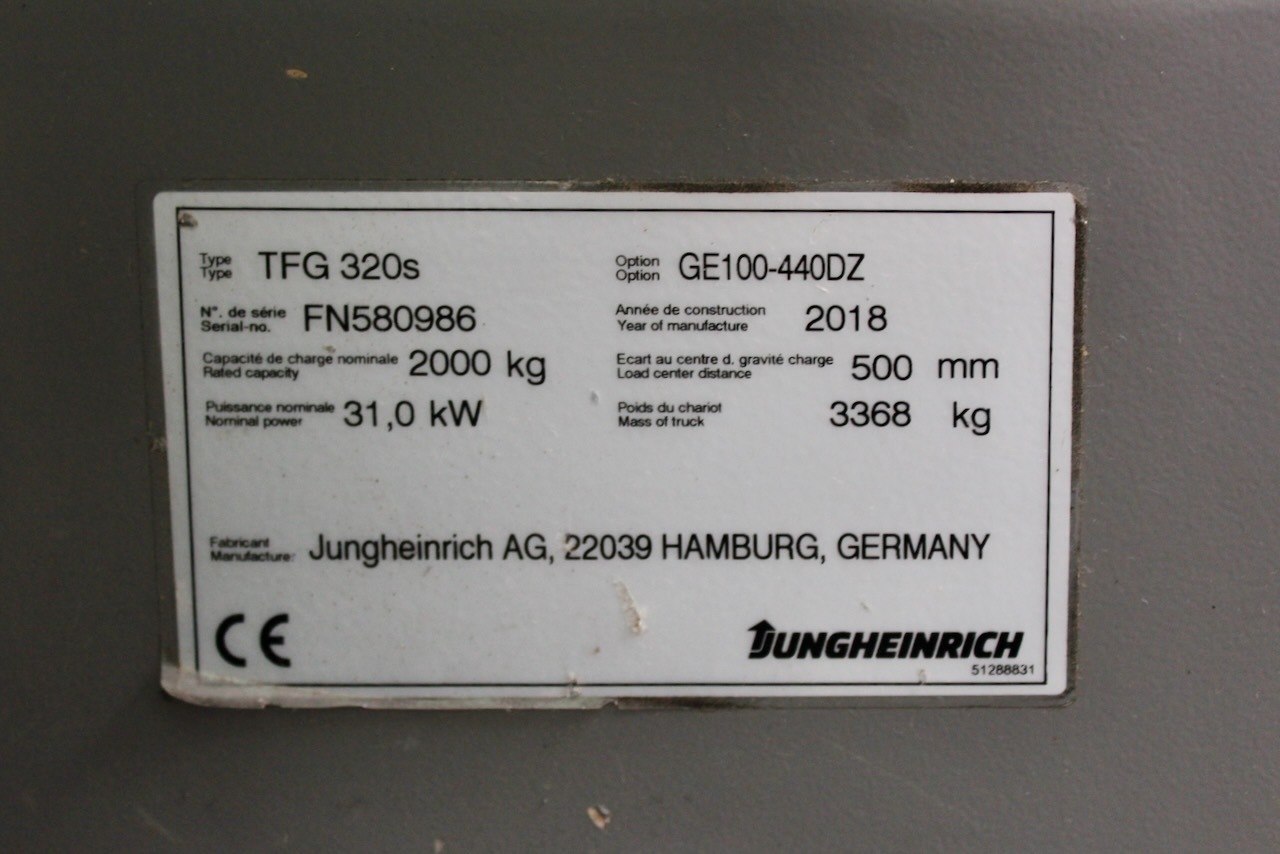 Type TFG 320s Option GE100-440DZ
Type Option
N°. de série FN580986 Année de construction 2018
Serial-no. Year of manufacture
Capacité de charge nominale 2000 kg Ecart au centre d. gravité charge 500 mm
Rated capacity Load center distance
Puissance nominale 31,0 kW Poids du chariot 3368 kg
Nominal power Mass of truck
Fabricant Jungheinrich AG, 22039 HAMBURG, GERMANY
Manufacture:
CE JUNGHEINRICH
51288831